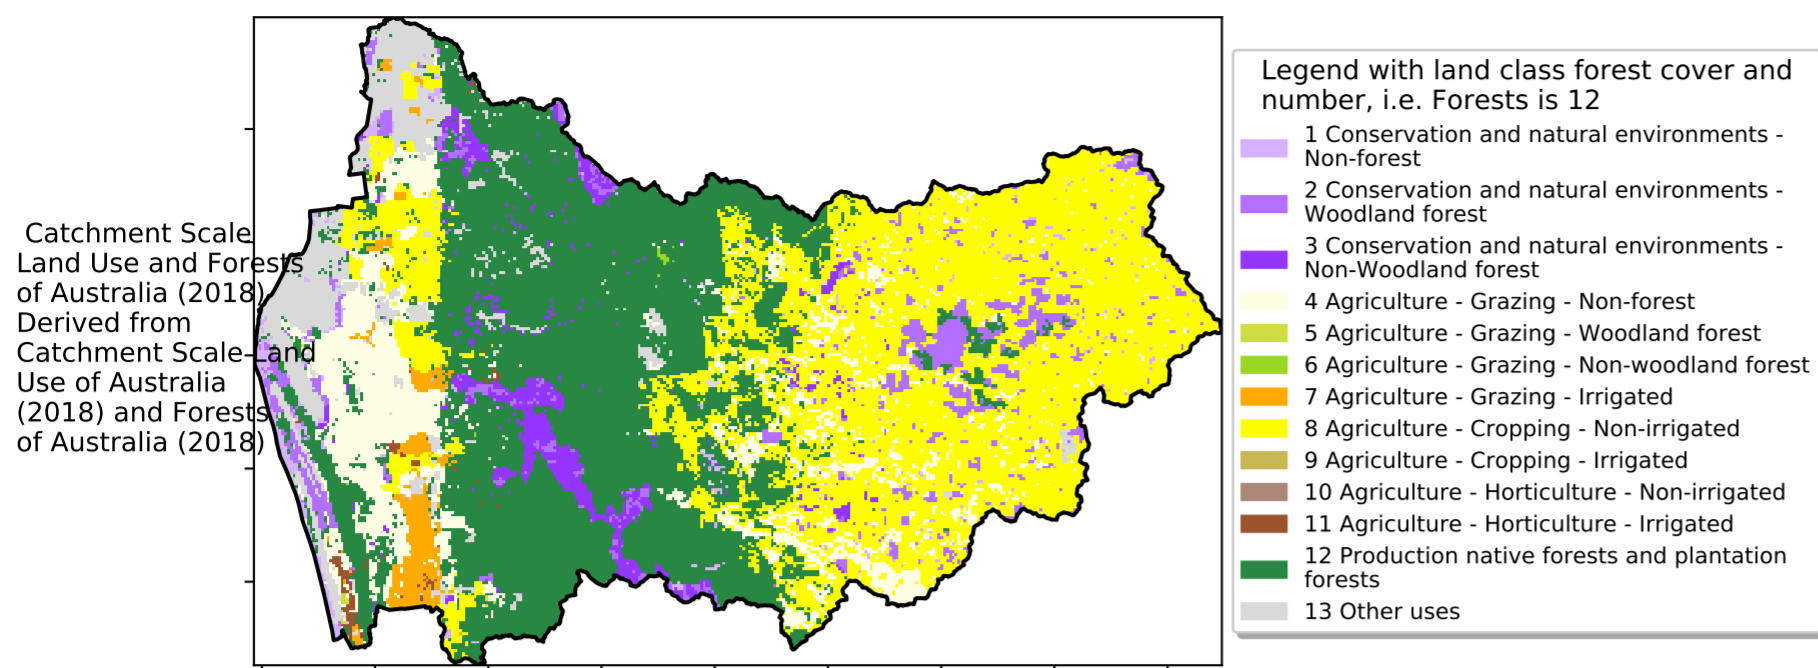 Catchment Scale
Land Use and Forests
of Australia (2018)
Derived from
Catchment Scale Land
Use of Australia
(2018) and Forests
of Australia (2018)
Legend with land class forest cover and
number, i.e. Forests is 12
1 Conservation and natural environments -
Non-forest
2 Conservation and natural environments -
Woodland forest
3 Conservation and natural environments -
Non-Woodland forest
4 Agriculture - Grazing - Non-forest
5 Agriculture - Grazing - Woodland forest
6 Agriculture - Grazing - Non-woodland forest
7 Agriculture - Grazing - Irrigated
8 Agriculture - Cropping - Non-irrigated
9 Agriculture - Cropping - Irrigated
10 Agriculture - Horticulture - Non-irrigated
11 Agriculture - Horticulture - Irrigated
12 Production native forests and plantation
forests
13 Other uses